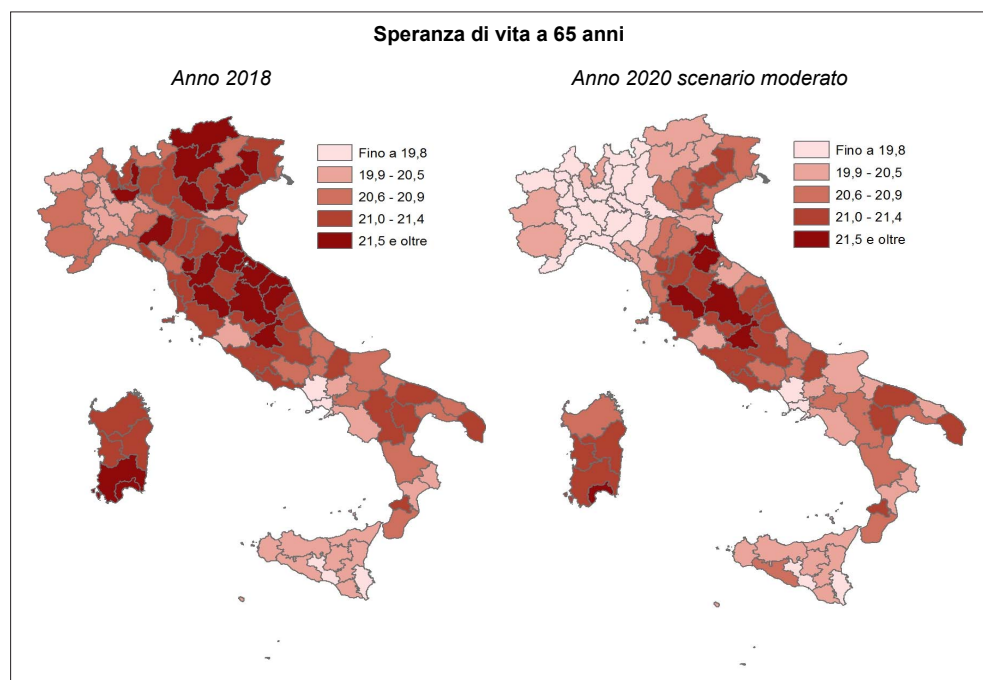 Speranza di vita a 65 anni
Anno 2018
Fino a 19,8
19,9 - 20,5
20,6 - 20,9
21,0 - 21,4
21,5 e oltre
Anno 2020 scenario moderato
Fino a 19,8
19,9 - 20,5
20,6 - 20,9
21,0 - 21,4
21,5 e oltre